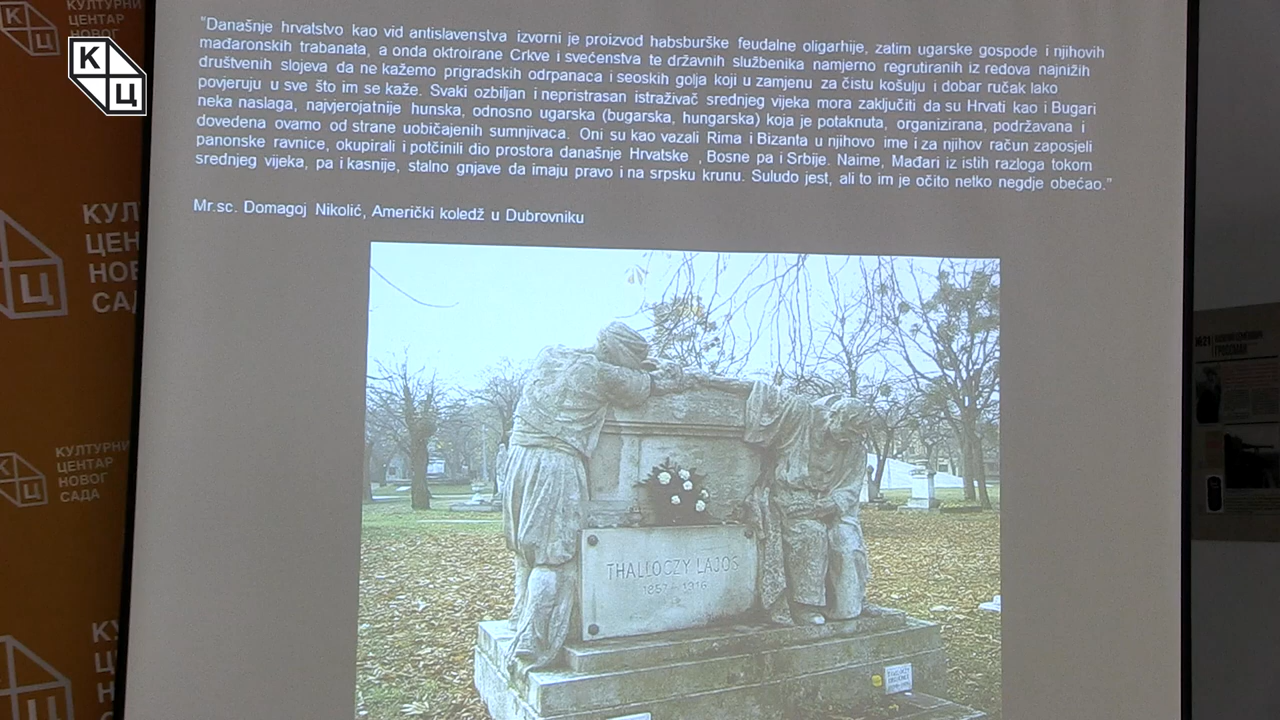 "Današnje hrvatstvo kao vid antislavenstva izvorni je proizvod habsburške feudalne oligarhije, zatim ugarske gospode i njihovih
mađaronskih trabanata, a onda oktroirane Crkve i svećenstva te državnih službenika namjerno regrutiranih iz redova najnižih
društvenih slojeva da ne kažemo prigradskih odrpanaca i seoskih golja koji u zamjenu za čistu košulju i dobar ručak lako
povjeruju u sve što im se kaže. Svaki ozbiljan i nepristrasan istraživač srednjeg vijeka mora zaključiti da su Hrvati kao i Bugari
neka naslaga, najvjerojatnije hunska, odnosno ugarska (bugarska, hungarska) koja je potaknuta, organizirana, podržavana i
dovedena ovamo od strane uobičajenih sumnjivaca. Oni su kao vazali Rima i Bizanta u njihovo ime i za njihov račun zaposjeli
panonske ravnice, okupirali i potčinili dio prostora današnje Hrvatske , Bosne pa i Srbije. Naime, Mađari iz istih razloga tokom
srednjeg vijeka, pa i kasnije, stalno gnjave da imaju pravo i na srpsku krunu. Suludo jest, ali to im je očito netko negdje obećao."
Mr.sc. Domagoj Nikolić, Američki koledž u Dubrovniku
THALLÓCZY LAJOS
1857 - 1916
К
Ц
КУЛТУРНИ
ЦЕНТАР
НОВОГ
К
Ц
КУЛ
ЦЕН
НОВ
САД
Ц
КУЛТУРНИ
ЦЕНТАР
НОВОГ
САДА
К
Ц
К
Ц
Н